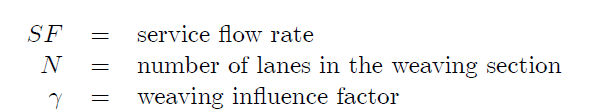 SF = service flow rate
N = number of lanes in the weaving section
γ = weaving influence factor